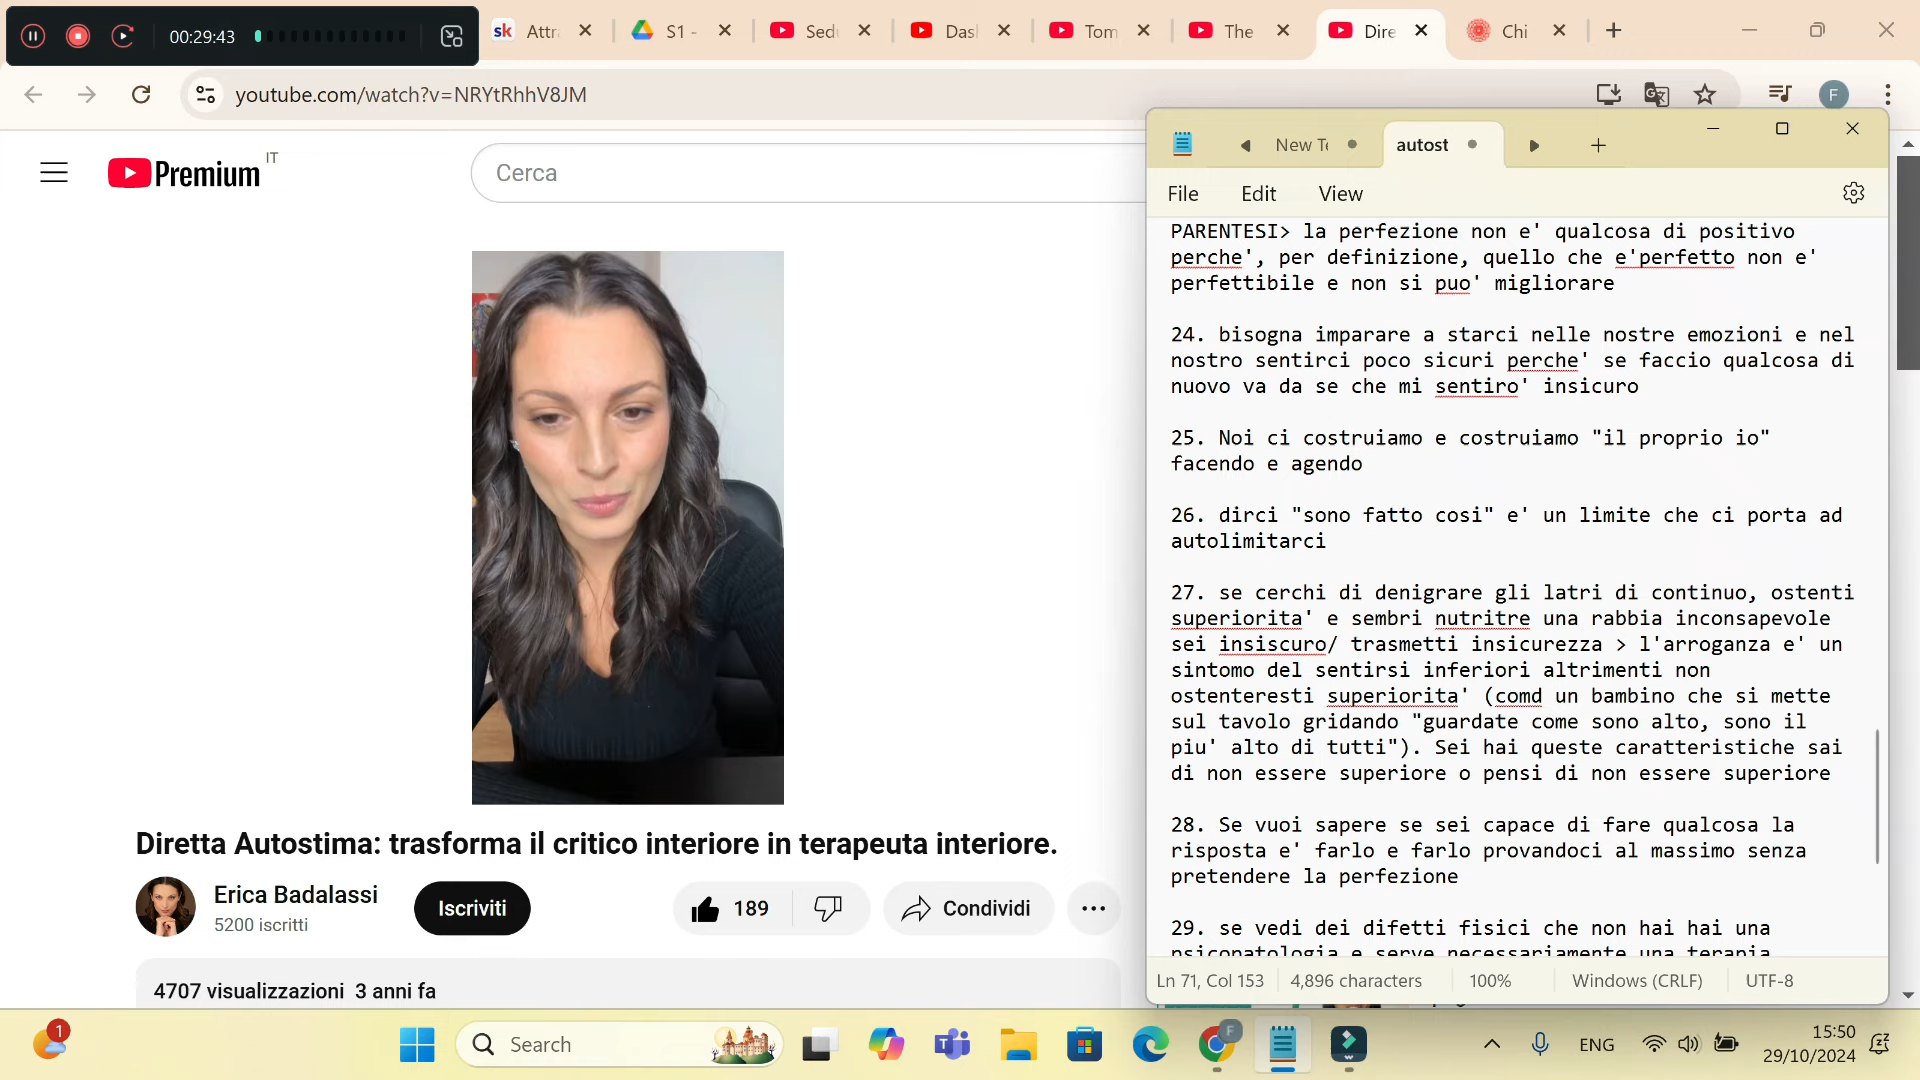 00:29:43
Attr
S1 -
Sed
Das
Tom
The
Dire
Chi
youtube.com/watch?v=NRYtRhhV8JM
F
Premium
IT
Cerca
New Te
autost
File
Edit
View
PARENTESI> la perfezione non e' qualcosa di positivo
perche', per definizione, quello che e'perfetto non e'
perfettibile e non si puo' migliorare
24. bisogna imparare a starci nelle nostre emozioni e nel
nostro sentirci poco sicuri perche' se faccio qualcosa di
nuovo va da se che mi sentiro' insicuro
25. Noi ci costruiamo e costruiamo "il proprio io"
facendo e agendo
26. dirci "sono fatto cosi" e' un limite che ci porta ad
autolimitarci
27. se cerchi di denigrare gli latri di continuo, ostenti
superiorita' e sembri nutritre una rabbia inconsapevole
sei insiscuro/ trasmetti insicurezza > l'arroganza e' un
sintomo del sentirsi inferiori altrimenti non
ostenteresti superiorita' (comd un bambino che si mette
sul tavolo gridando "guardate come sono alto, sono il
piu' alto di tutti"). Sei hai queste caratteristiche sai
di non essere superiore o pensi di non essere superiore
28. Se vuoi sapere se sei capace di fare qualcosa la
risposta e' farlo e farlo provandoci al massimo senza
pretendere la perfezione
29. se vedi dei difetti fisici che non hai hai una
psicopatologia e serve necessariamente una terapia
Ln 71, Col 153
4,896 characters
100%
Windows (CRLF)
UTF-8
Diretta Autostima: trasforma il critico interiore in terapeuta interiore.
Erica Badalassi
5200 iscritti
Iscriviti
189
Condividi
4707 visualizzazioni 3 anni fa
1
Search
F
ENG
15:50
29/10/2024